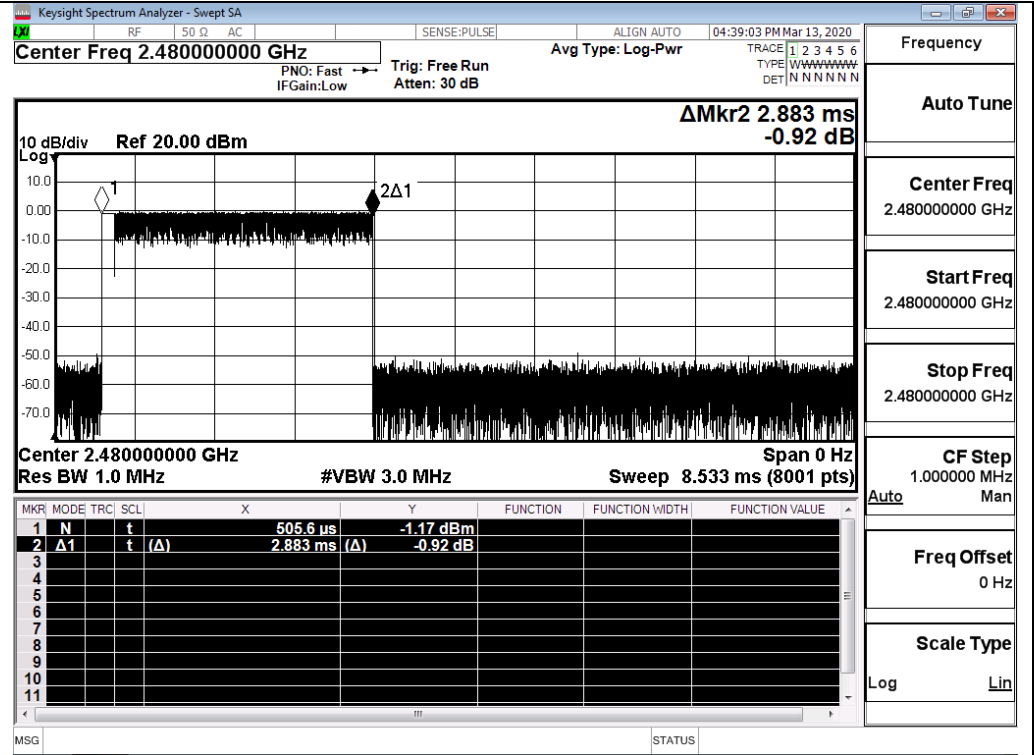 Keysight Spectrum Analyzer - Swept SA
LXI RF 50 Ω AC SENSE:PULSE ALIGN AUTO 04:39:03 PM Mar 13, 2020
Center Freq 2.480000000 GHz
PNO: Fast
IFGain:Low
Trig: Free Run
Atten: 30 dB
Avg Type: Log-Pwr
TRACE 1 2 3 4 5 6
TYPE WWWWWW
DET N N N N N N
ΔMkr2 2.883 ms
-0.92 dB
10 dB/div Ref 20.00 dBm
Log
10.0
0.00
-10.0
-20.0
-30.0
-40.0
-50.0
-60.0
-70.0
1
2Δ1
Center 2.480000000 GHz Span 0 Hz
Res BW 1.0 MHz #VBW 3.0 MHz Sweep 8.533 ms (8001 pts)
MKR MODE TRC SCL X Y FUNCTION FUNCTION WIDTH FUNCTION VALUE
1 N t 505.6 µs -1.17 dBm
2 Δ1 t (Δ) 2.883 ms (Δ) -0.92 dB
3
4
5
6
7
8
9
10
11
MSG STATUS
Frequency
Auto Tune
Center Freq
2.480000000 GHz
Start Freq
2.480000000 GHz
Stop Freq
2.480000000 GHz
CF Step
1.000000 MHz
Auto Man
Freq Offset
0 Hz
Scale Type
Log Lin